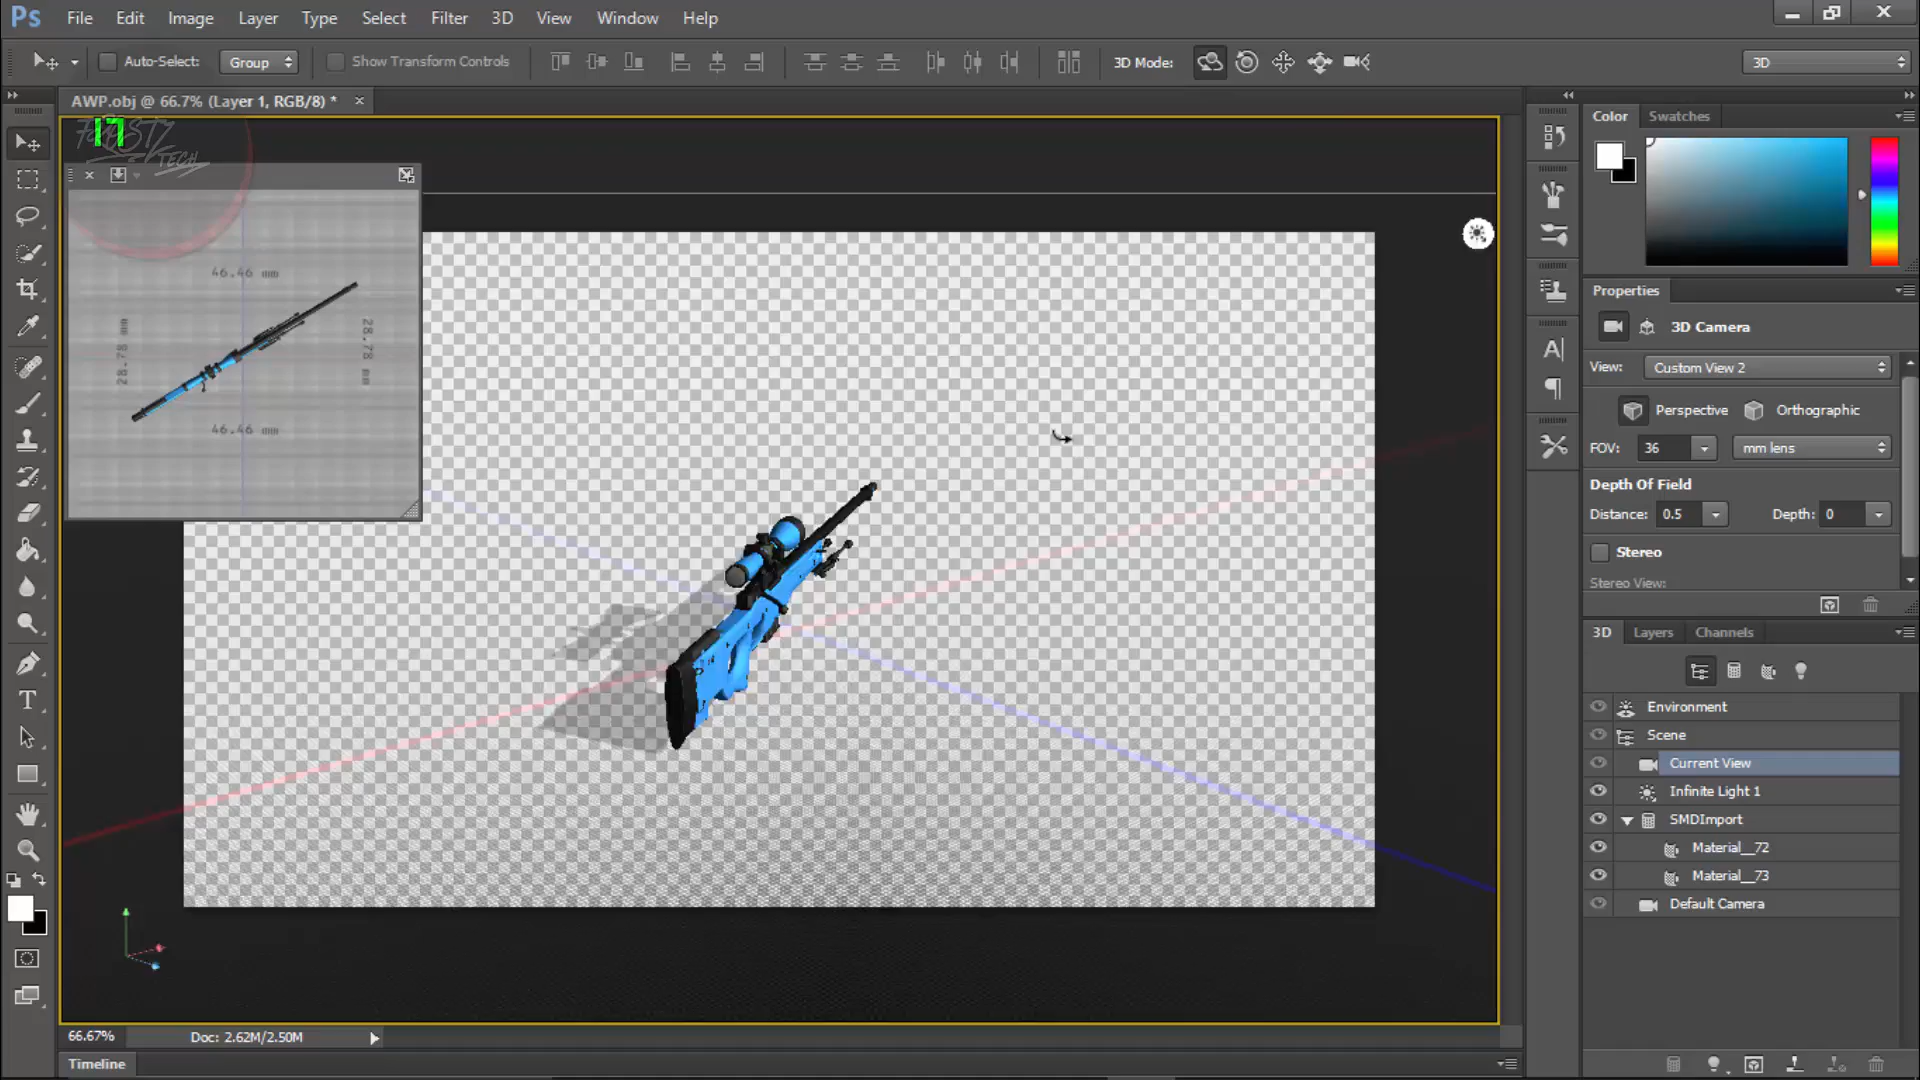 Ps File Edit Image Layer Type Select Filter 3D View Window Help
Auto-Select: Group Show Transform Controls 3D Mode: 3D
AWP.obj @ 66.7% (Layer 1, RGB/8) * ×
17
TECH
46.46 mm
28.78 mm
28.78 mm
46.46 mm
Color Swatches
Properties
3D Camera
View: Custom View 2
Perspective Orthographic
FOV: 36 mm lens
Depth Of Field
Distance: 0.5 Depth: 0
Stereo
Stereo View:
3D Layers Channels
Environment
Scene
Current View
Infinite Light 1
SMDImport
Material__72
Material__73
Default Camera
66.67% Doc: 2.62M/2.50M
Timeline